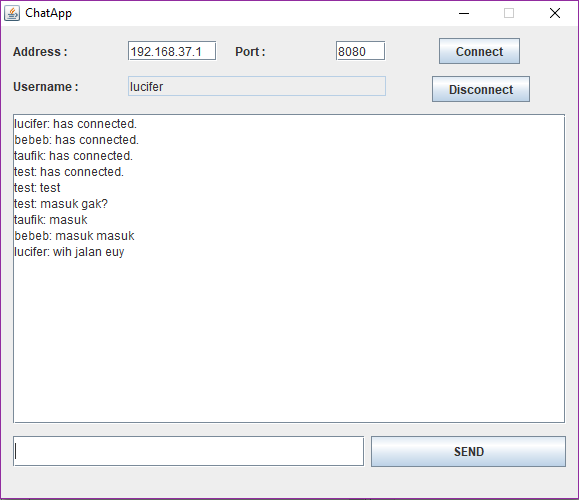 ChatApp
Address : 192.168.37.1 Port : 8080 Connect
Username : lucifer Disconnect
lucifer: has connected.
bebeb: has connected.
taufik: has connected.
test: has connected.
test: test
test: masuk gak?
taufik: masuk
bebeb: masuk masuk
lucifer: wih jalan euy
SEND